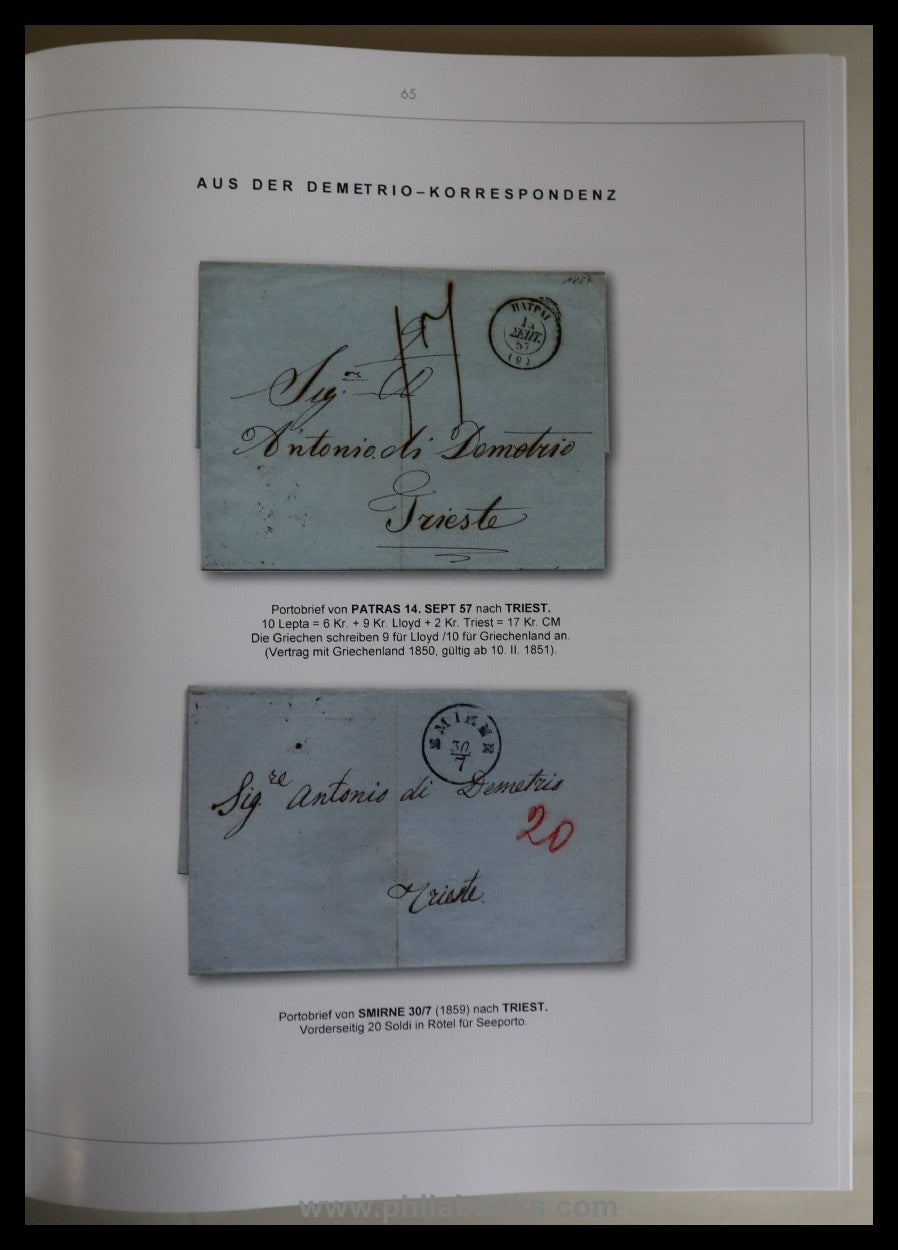 65
AUS DER DEMETRIO–KORRESPONDENZ
1857
ΠΑΤΡΑΙ
ΣΕΠΤ.
57
(9)
17
Sigr
Antonio di Demetrio
Trieste
Portobrief von PATRAS 14. SEPT 57 nach TRIEST.
10 Lepta = 6 Kr. + 9 Kr. Lloyd + 2 Kr. Triest = 17 Kr. CM
Die Griechen schreiben 9 für Lloyd /10 für Griechenland an.
(Vertrag mit Griechenland 1850, gültig ab 10. II. 1851).
SMIRNE
30
7
Sigre Antonio di Demetrio
20
Trieste.
Portobrief von SMIRNE 30/7 (1859) nach TRIEST.
Vorderseitig 20 Soldi in Rötel für Seeporto.
www.philabooks.com